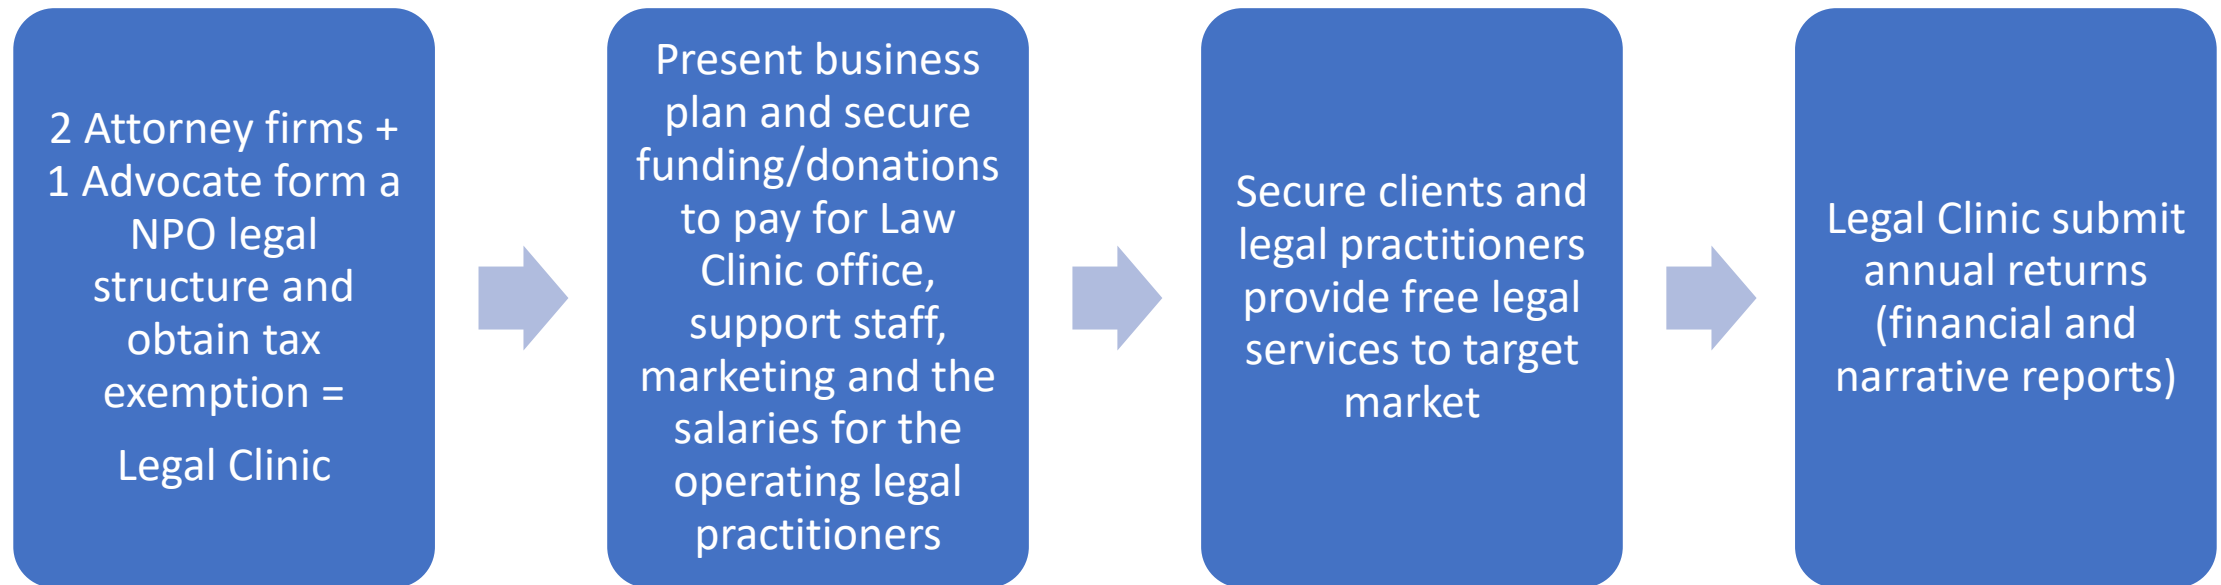 2 Attorney firms +
1 Advocate form a
NPO legal
structure and
obtain tax
exemption =
Legal Clinic
Present business
plan and secure
funding/donations
to pay for Law
Clinic office,
support staff,
marketing and the
salaries for the
operating legal
practitioners
Secure clients and
legal practitioners
provide free legal
services to target
market
Legal Clinic submit
annual returns
(financial and
narrative reports)